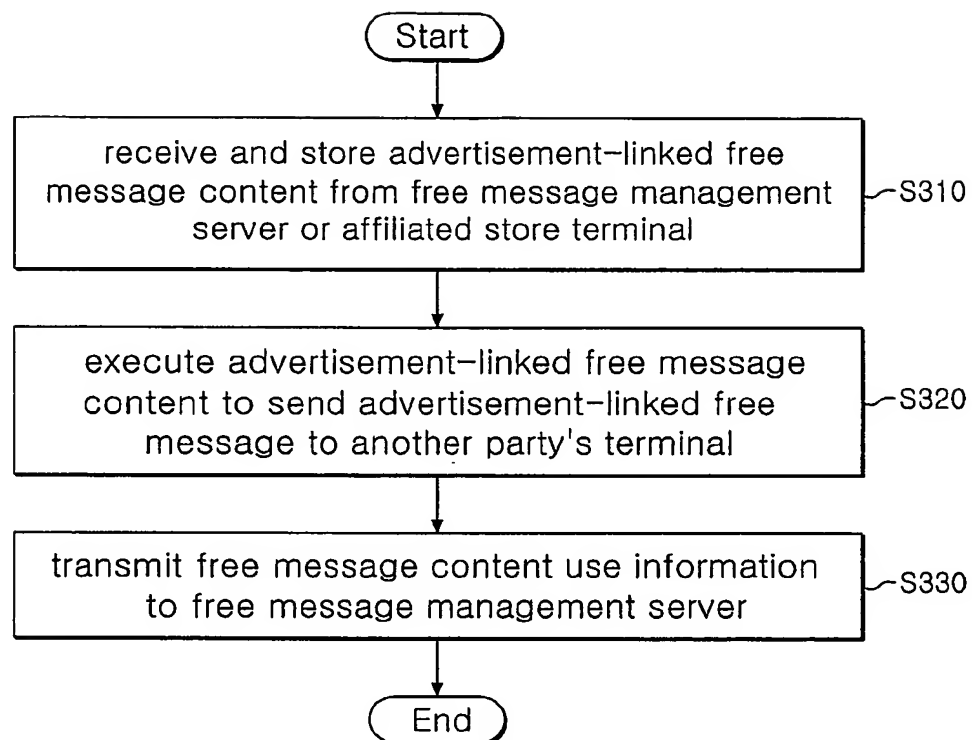 Start
receive and store advertisement-linked free
message content from free message management
server or affiliated store terminal
S310
execute advertisement-linked free message
content to send advertisement-linked free
message to another party's terminal
S320
transmit free message content use information
to free message management server
S330
End